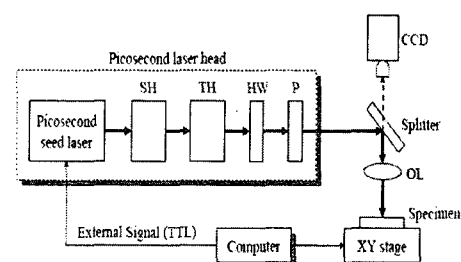 CCD
Picosecond laser head
SH
TH
HW
P
Picosecond
seed laser
Splitter
OL
Specimen
External Signal (TTL)
Computer
XY stage